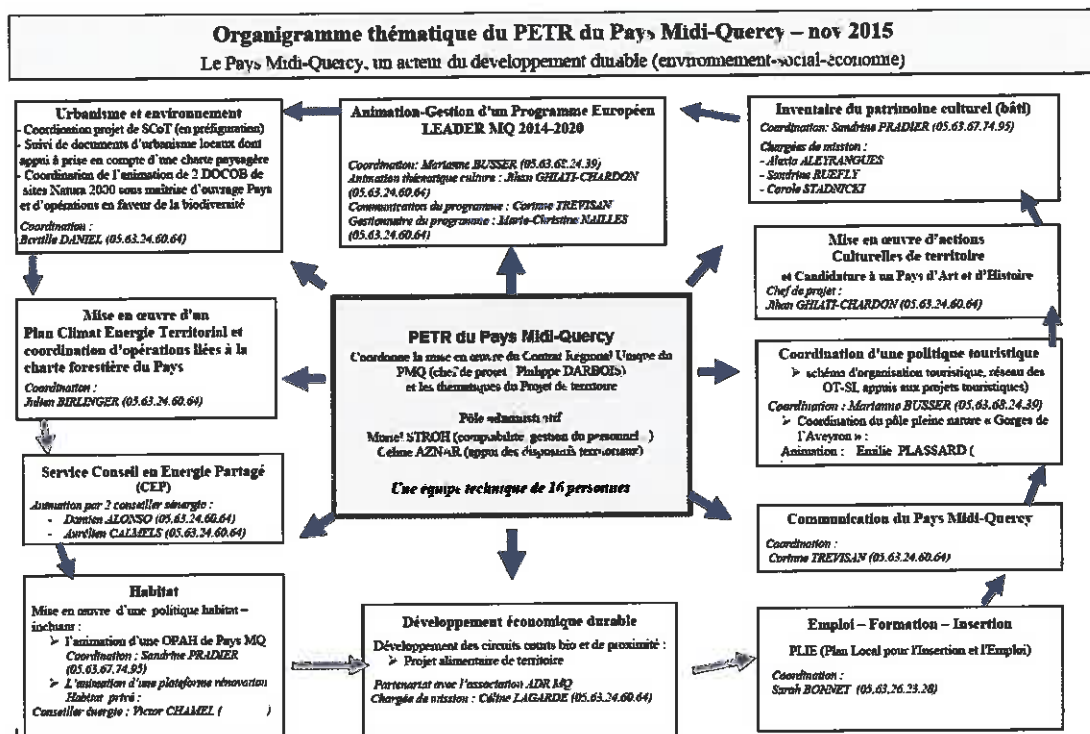 Organigramme thématique du PETR du Pays Midi-Quercy – nov 2015
Le Pays Midi-Quercy, un acteur du développement durable (environnement-social-économie)
Urbanisme et environnement
- Coordination projet de SCoT (en préfiguration)
- Suivi de documents d'urbanisme locaux dont
appui à prise en compte d'une charte paysagère
- Coordination de l'animation de 2 DOCOB de
sites Natura 2000 sous maîtrise d'ouvrage Pays
et d'opérations en faveur de la biodiversité
Coordination :
Bertille DANIEL (05.63.24.60.64)
Animation-Gestion d'un Programme Européen
LEADER MQ 2014-2020
Coordination: Marianne BUSSER (05.63.68.24.39)
Animation thématique culture : Jihan GHIATI-CHARDON
(05.63.24.60.64)
Communication du programme : Corinne TREVISAN
Gestionnaire du programme : Marie-Christine NAILLES
(05.63.24.60.64)
Inventaire du patrimoine culturel (bâti)
Coordination: Sandrine PRADIER (05.63.67.74.95)
Chargées de mission :
- Alexia ALEYRANGUES
- Sandrine RUEFLY
- Carole STADNICKI
Mise en œuvre d'actions
Culturelles de territoire
et Candidature à un Pays d'Art et d'Histoire
Chef de projet :
Jihan GHIATI-CHARDON (05.63.24.60.64)
Mise en œuvre d'un
Plan Climat Energie Territorial et
coordination d'opérations liées à la
charte forestière du Pays
Coordination :
Julien BIRLINGER (05.63.24.60.64)
PETR du Pays Midi-Quercy
Coordonne la mise en œuvre du Contrat Régional Unique du
PMQ (chef de projet Philippe DARBOIS)
et les thématiques du Projet de territoire
Pôle administratif
Muriel STROH (comptabilité gestion du personnel )
Céline AZNAR (appui des dispositifs territoriaux)
Une équipe technique de 16 personnes
Coordination d'une politique touristique
➢ schéma d'organisation touristique, réseau des
OT-SI, appuis aux projets touristiques)
Coordination : Marianne BUSSER (05.63.68.24.39)
➢ Coordination du pôle pleine nature « Gorges de
l'Aveyron » :
Animation : Emilie PLASSARD (
Service Conseil en Energie Partagé
(CEP)
Animation par 2 conseiller sénergie :
- Damien ALONSO (05.63.24.60.64)
- Aurélien CALMELS (05.63.24.60.64)
Communication du Pays Midi-Quercy
Coordination :
Corinne TREVISAN (05.63.24.60.64)
Habitat
Mise en œuvre d'une politique habitat –
incluans :
➢ l'animation d'une OPAH de Pays MQ
Coordination : Sandrine PRADIER
(05.63.67.74.95)
➢ L'animation d'une plateforme rénovation
Habitat privé :
Conseiller énergie : Victor CHAMEL ( )
Développement économique durable
Développement des circuits courts bio et de proximité :
➢ Projet alimentaire de territoire
Partenariat avec l'association ADR MQ
Chargée de mission : Céline LAGARDE (05.63.24.60.64)
Emploi – Formation – Insertion
PLIE (Plan Local pour l'Insertion et l'Emploi)
Coordination :
Sarah BONNET (05.63.26.23.28)